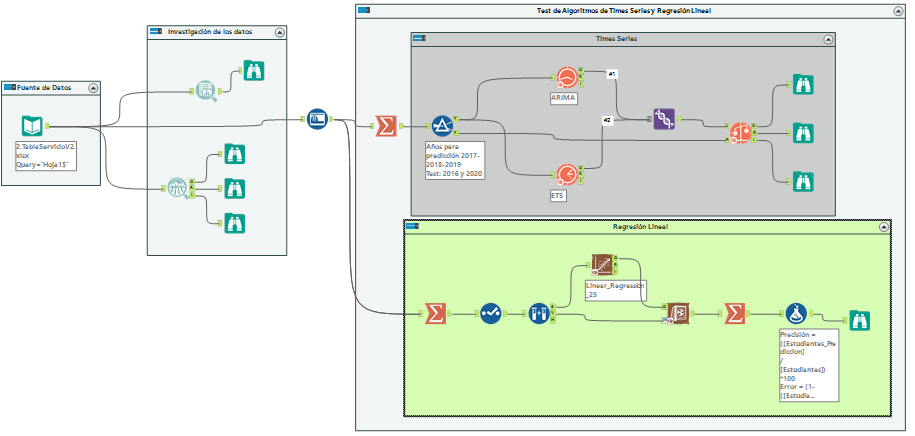 Test de Algoritmos de Times Series y Regresión Lineal
Investigación de los datos
Times Series
Fuente de Datos
#1
ARIMA
#2
2.TablaServicioV2.
xlsx
Query=`Hoja1$`
Años para
predicción 2017-
2018-2019
Test: 2016 y 2020
ETS
Regresión Lineal
Linear_Regression
_25
Precisión =
([Estudiantes_Pre
diccion]
/
[Estudiantes])
*100
Error = (1-
([Estudia...